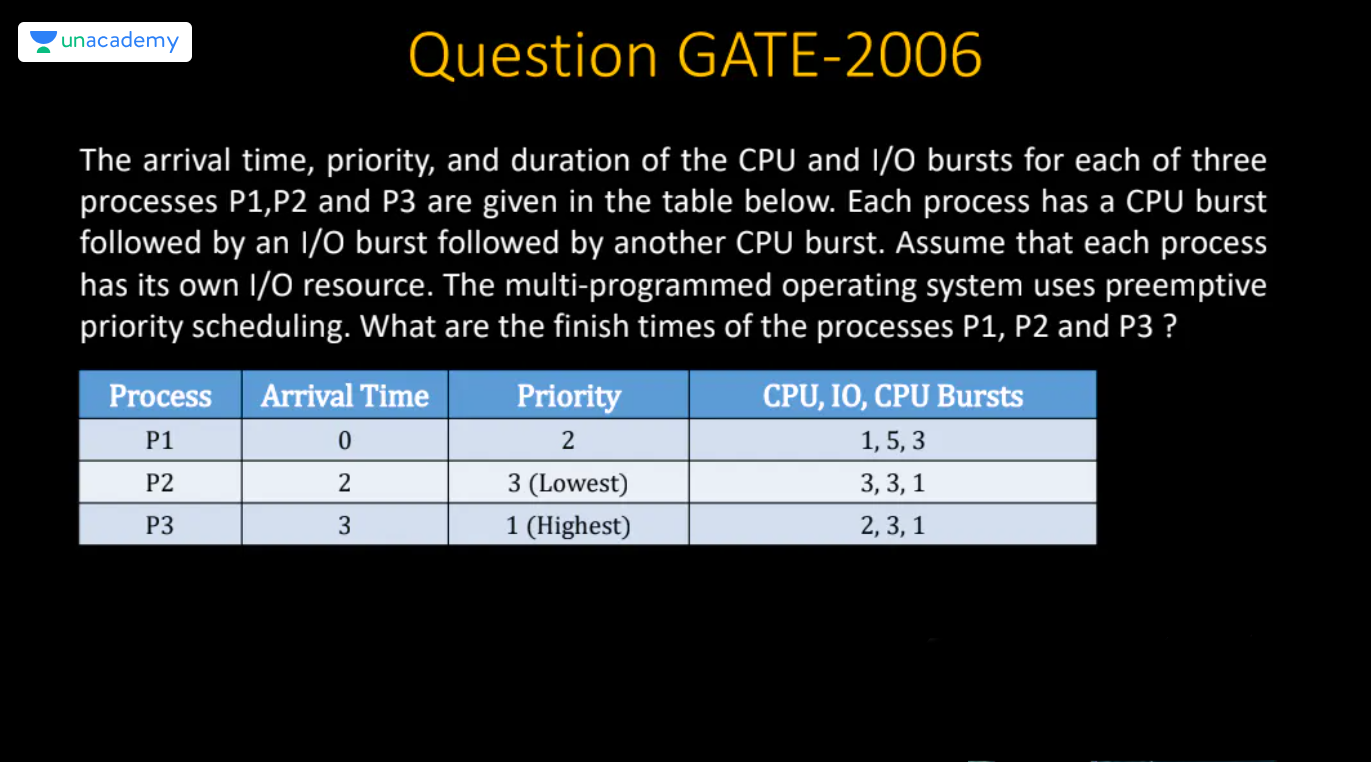 unacademy
Question GATE-2006
The arrival time, priority, and duration of the CPU and I/O bursts for each of three
processes P1,P2 and P3 are given in the table below. Each process has a CPU burst
followed by an I/O burst followed by another CPU burst. Assume that each process
has its own I/O resource. The multi-programmed operating system uses preemptive
priority scheduling. What are the finish times of the processes P1, P2 and P3 ?
Process Arrival Time Priority CPU, IO, CPU Bursts
P1 0 2 1, 5, 3
P2 2 3 (Lowest) 3, 3, 1
P3 3 1 (Highest) 2, 3, 1